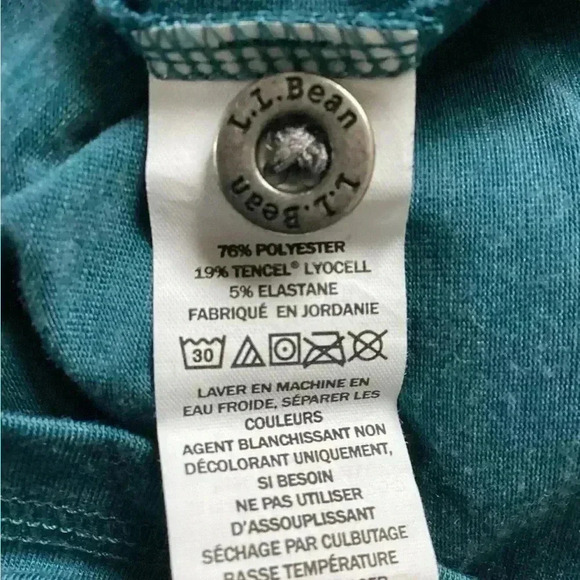 L.L.Bean
L.L.Bean
76% POLYESTER
19% TENCEL® LYOCELL
5% ELASTANE
FABRIQUÉ EN JORDANIE
30
LAVER EN MACHINE EN
EAU FROIDE, SÉPARER LES
COULEURS
AGENT BLANCHISSANT NON
DÉCOLORANT UNIQUEMENT,
SI BESOIN
NE PAS UTILISER
D'ASSOUPLISSANT
SÉCHAGE PAR CULBUTAGE
BASSE TEMPÉRATURE